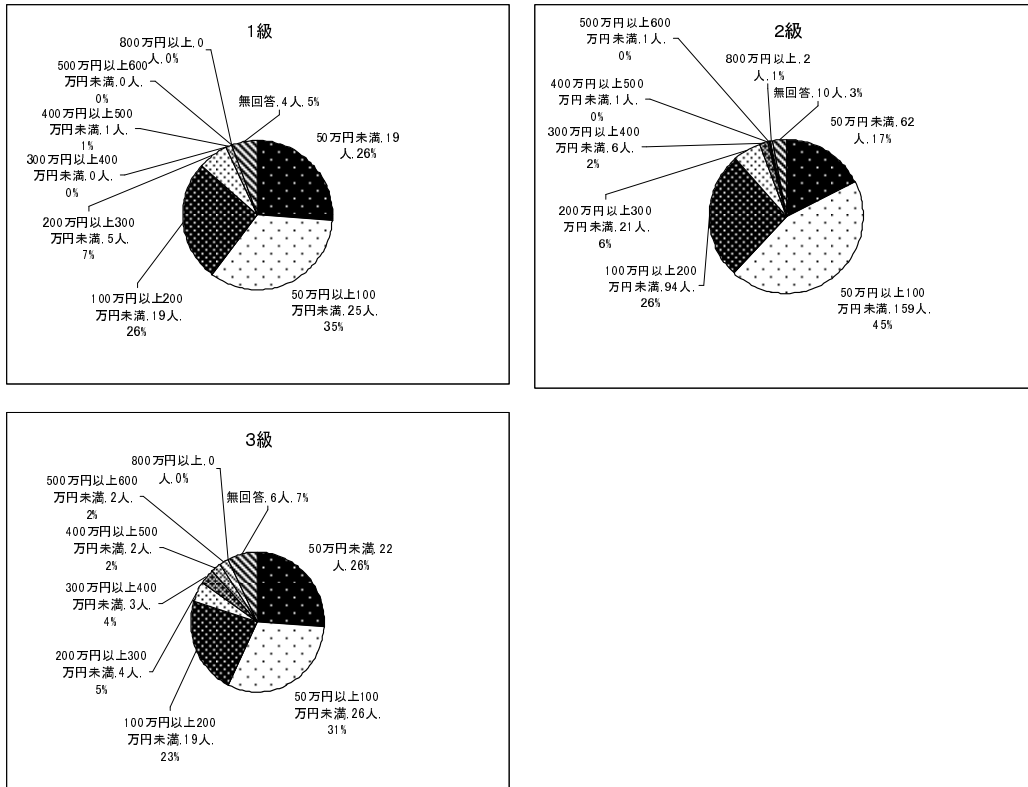 1級
800万円以上, 0
人, 0%
500万円以上600
万円未満, 0人,
0%
無回答, 4人, 5%
400万円以上500
万円未満, 1人,
1%
50万円未満, 19
人, 26%
300万円以上400
万円未満, 0人,
0%
200万円以上300
万円未満, 5人,
7%
100万円以上200
万円未満, 19人,
26%
50万円以上100
万円未満, 25人,
35%
2級
500万円以上600
万円未満, 1人,
0%
800万円以上, 2
人, 1%
400万円以上500
万円未満, 1人,
0%
無回答, 10人, 3%
50万円未満, 62
人, 17%
300万円以上400
万円未満, 6人,
2%
200万円以上300
万円未満, 21人,
6%
100万円以上200
万円未満, 94人,
26%
50万円以上100
万円未満, 159人,
45%
3級
800万円以上, 0
人, 0%
500万円以上600
万円未満, 2人,
2%
無回答, 6人, 7%
400万円以上500
万円未満, 2人,
2%
50万円未満, 22
人, 26%
300万円以上400
万円未満, 3人,
4%
200万円以上300
万円未満, 4人,
5%
100万円以上200
万円未満, 19人,
23%
50万円以上100
万円未満, 26人,
31%